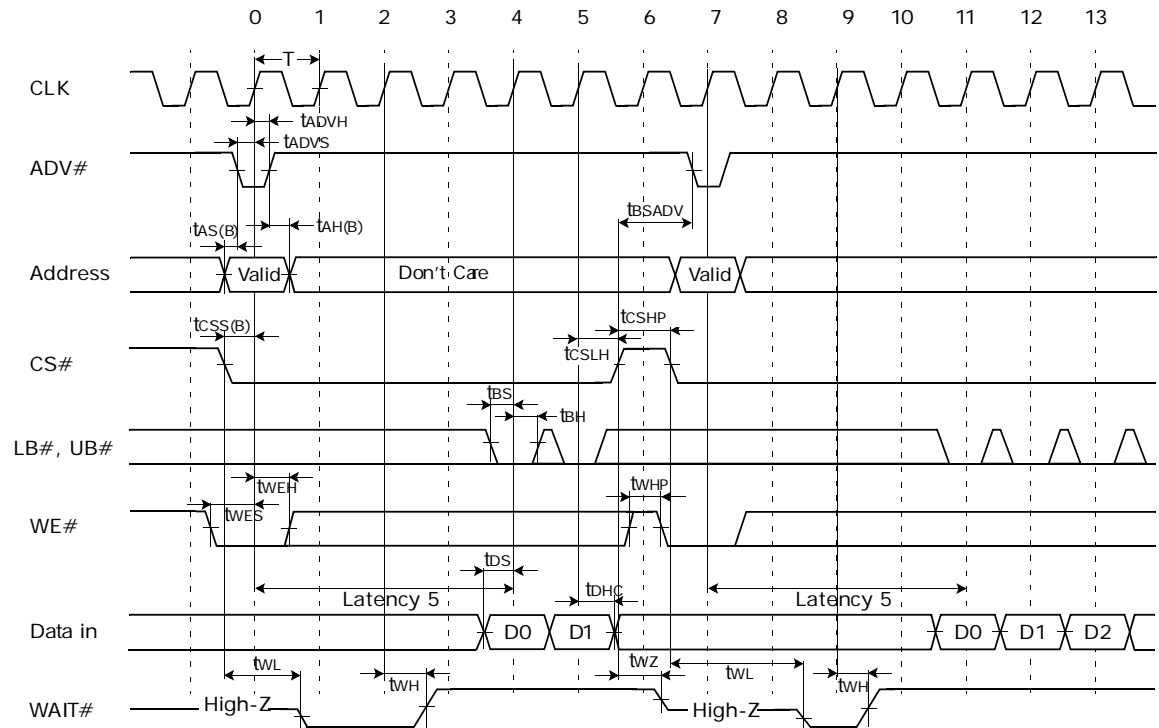 0 1 2 3 4 5 6 7 8 9 10 11 12 13
T
CLK
tADVH
tADVS
ADV#
tBSADV
tAS(B) tAH(B)
Address Valid Don't Care Valid
tCSS(B) tCSHP
tCSLH
CS#
tBS
tBH
LB#, UB#
tWEH tWHP
tWES
WE#
tDS
tDHC
Latency 5 Latency 5
Data in D0 D1 D0 D1 D2
tWL tWH tWZ tWL tWH
High-Z High-Z
WAIT#